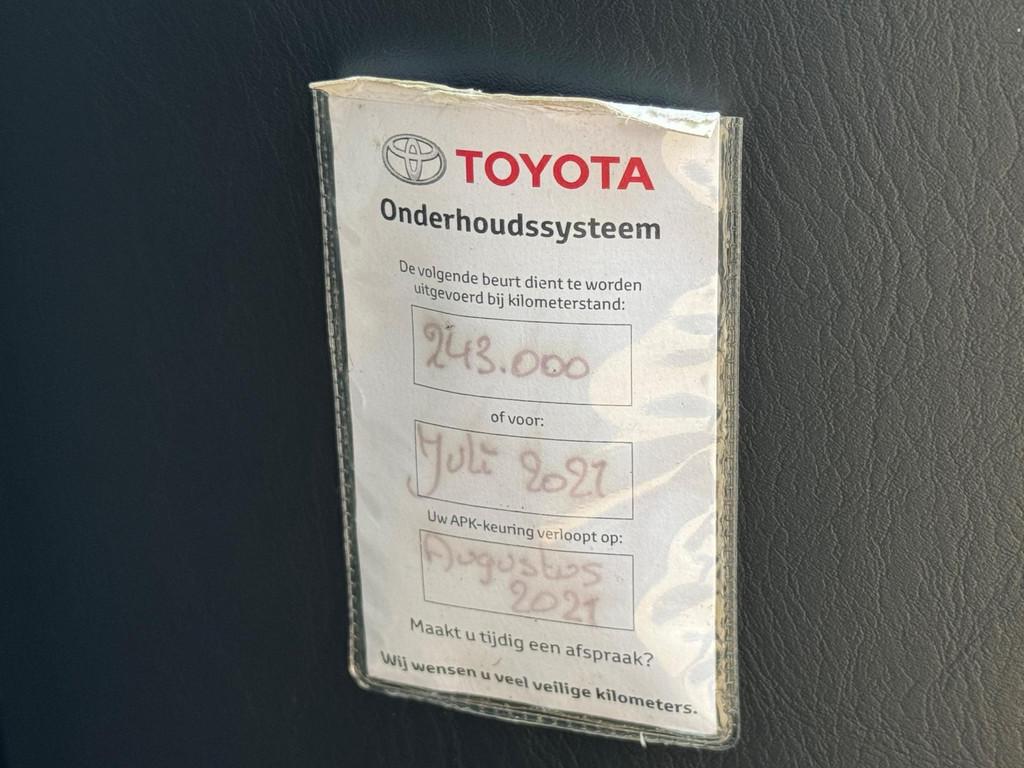 TOYOTA
Onderhoudssysteem
De volgende beurt dient te worden
uitgevoerd bij kilometerstand:
243.000
of voor:
Juli 2021
Uw APK-keuring verloopt op:
Augustus
2021
Maakt u tijdig een afspraak?
Wij wensen u veel veilige kilometers.